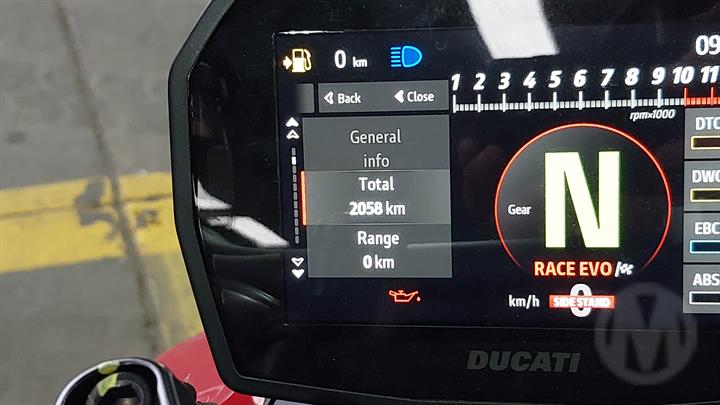 0 km
09
1 2 3 4 5 6 7 8 9 10 11
rpm×1000
Back Close
General
info
Total
2058 km
Range
0 km
Gear
N
RACE EVO
km/h 0
SIDE STAND
DTC
DWC
EBC
ABS
DUCATI
M